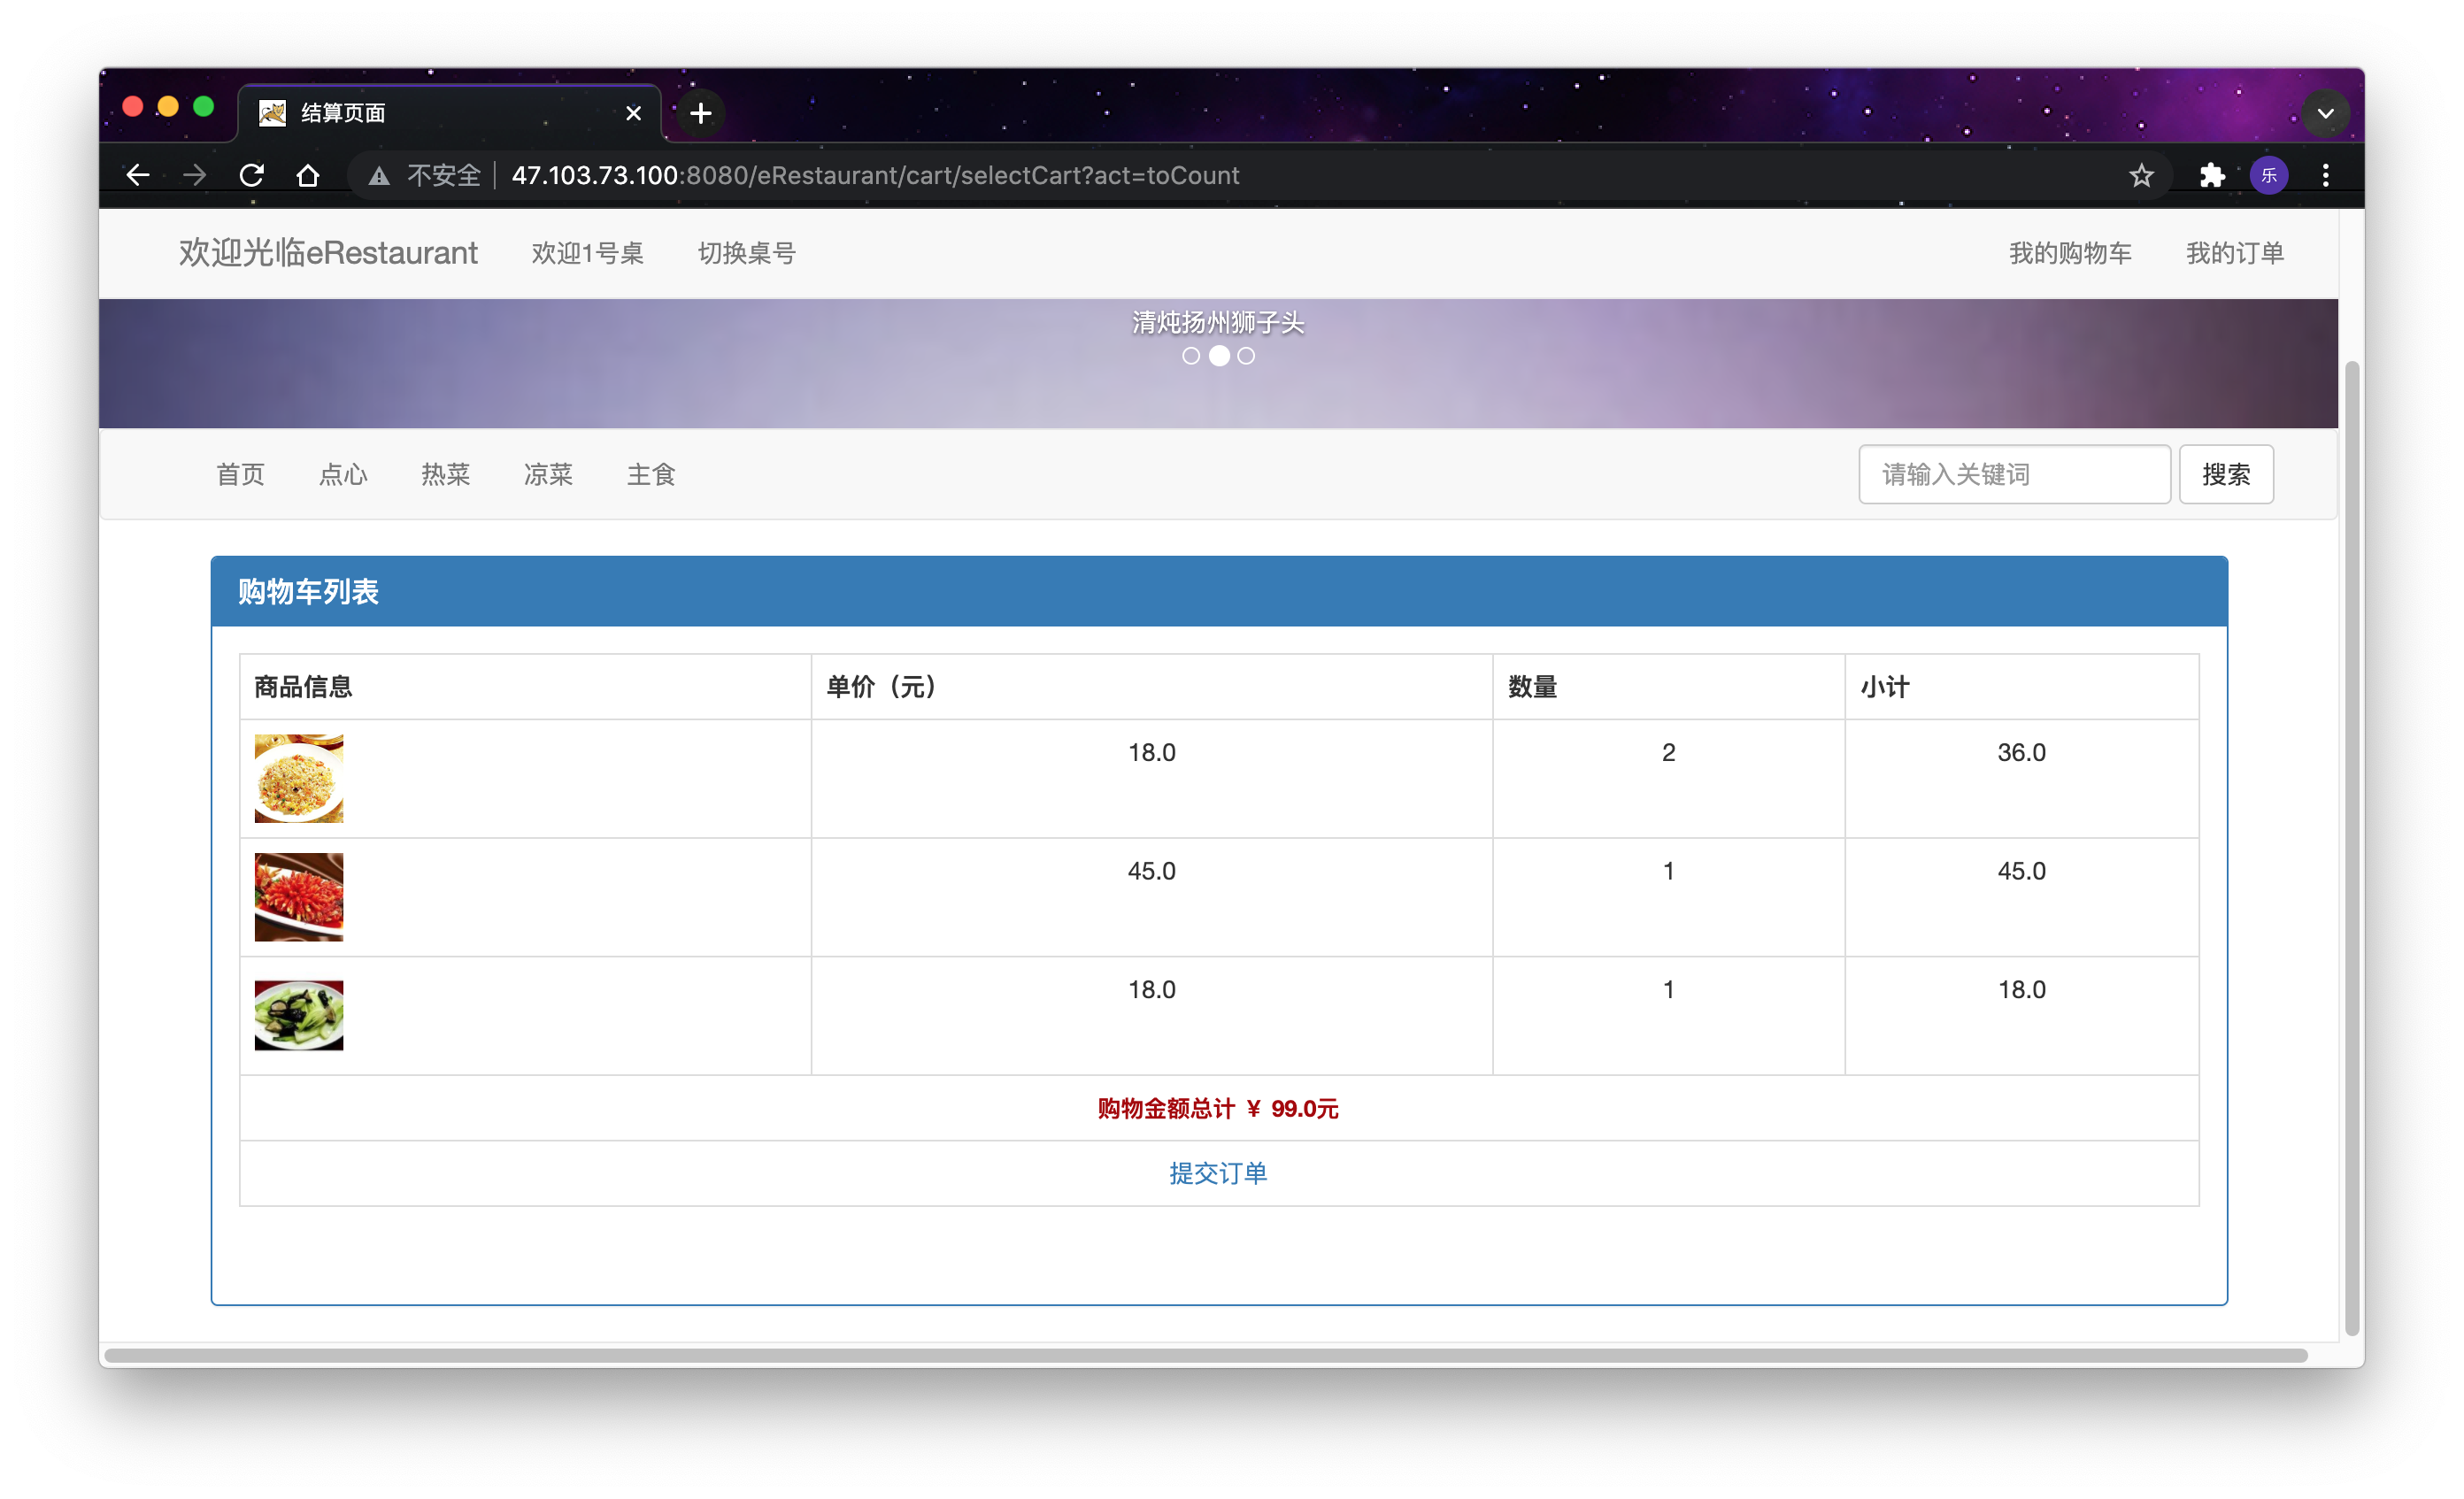 结算页面
不安全 47.103.73.100:8080/eRestaurant/cart/selectCart?act=toCount 乐
欢迎光临eRestaurant 欢迎1号桌 切换桌号 我的购物车 我的订单
清炖扬州狮子头
首页 点心 热菜 凉菜 主食 请输入关键词 搜索
购物车列表
商品信息 单价（元） 数量 小计
18.0 2 36.0
45.0 1 45.0
18.0 1 18.0
购物金额总计 ¥ 99.0元
提交订单